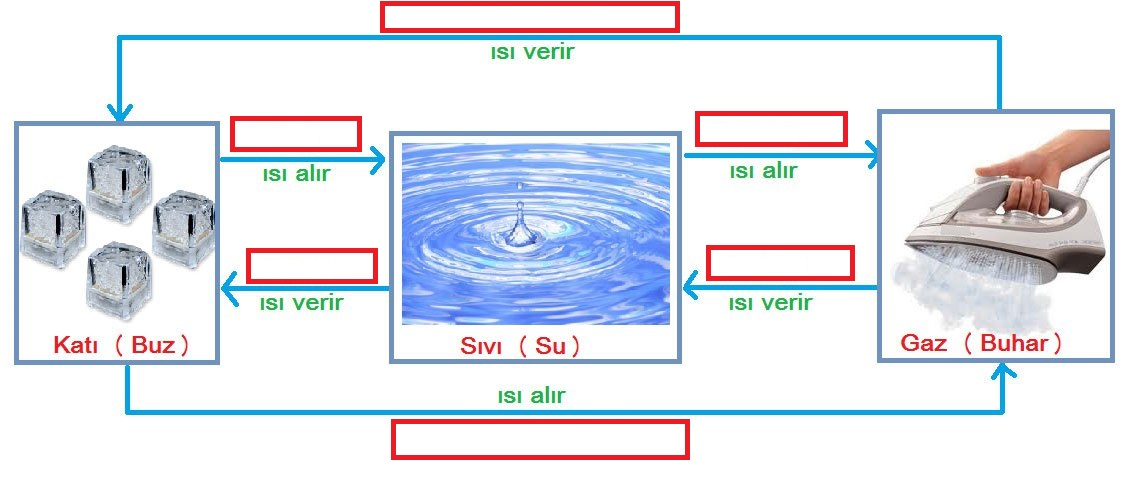 ısı verir
ısı alır
ısı alır
ısı verir
ısı verir
Katı ( Buz )
Sıvı ( Su )
Gaz ( Buhar )
ısı alır